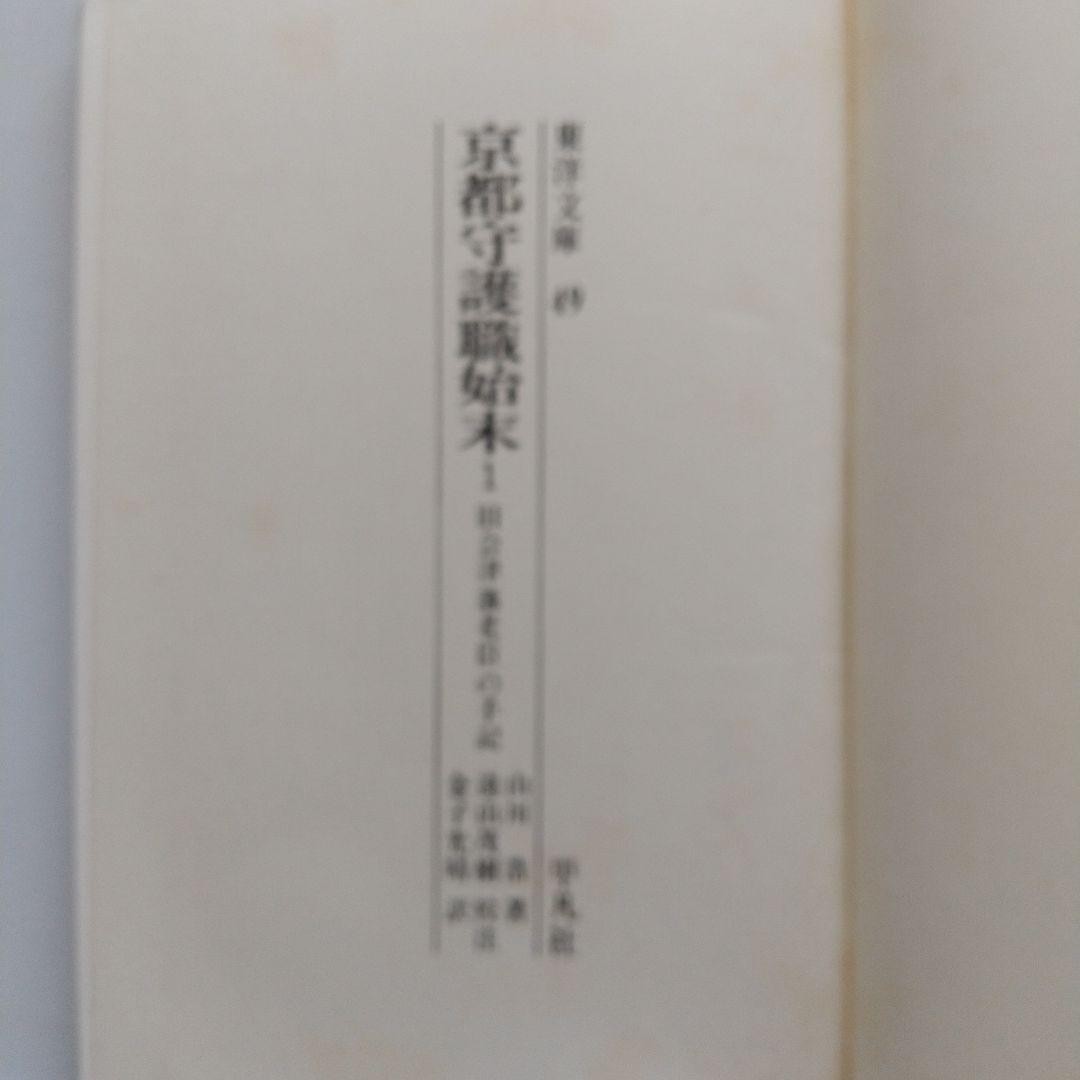 東洋文庫 49
平凡社
京都守護職始末 1 旧会津藩老臣の手記
山川 浩 著
遠山茂樹 校注
金子光晴 訳